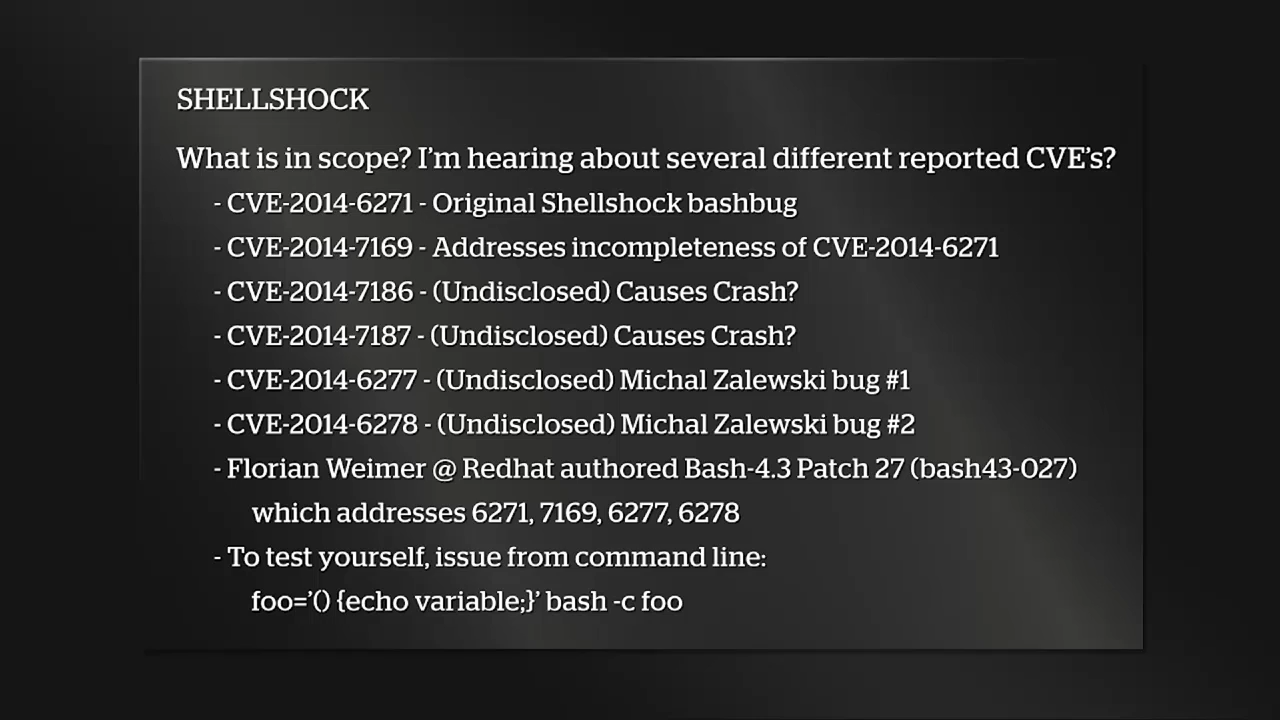 SHELLSHOCK
What is in scope? I’m hearing about several different reported CVE’s?
- CVE-2014-6271 - Original Shellshock bashbug
- CVE-2014-7169 - Addresses incompleteness of CVE-2014-6271
- CVE-2014-7186 - (Undisclosed) Causes Crash?
- CVE-2014-7187 - (Undisclosed) Causes Crash?
- CVE-2014-6277 - (Undisclosed) Michal Zalewski bug #1
- CVE-2014-6278 - (Undisclosed) Michal Zalewski bug #2
- Florian Weimer @ Redhat authored Bash-4.3 Patch 27 (bash43-027)
which addresses 6271, 7169, 6277, 6278
- To test yourself, issue from command line:
foo=’() {echo variable;}’ bash -c foo